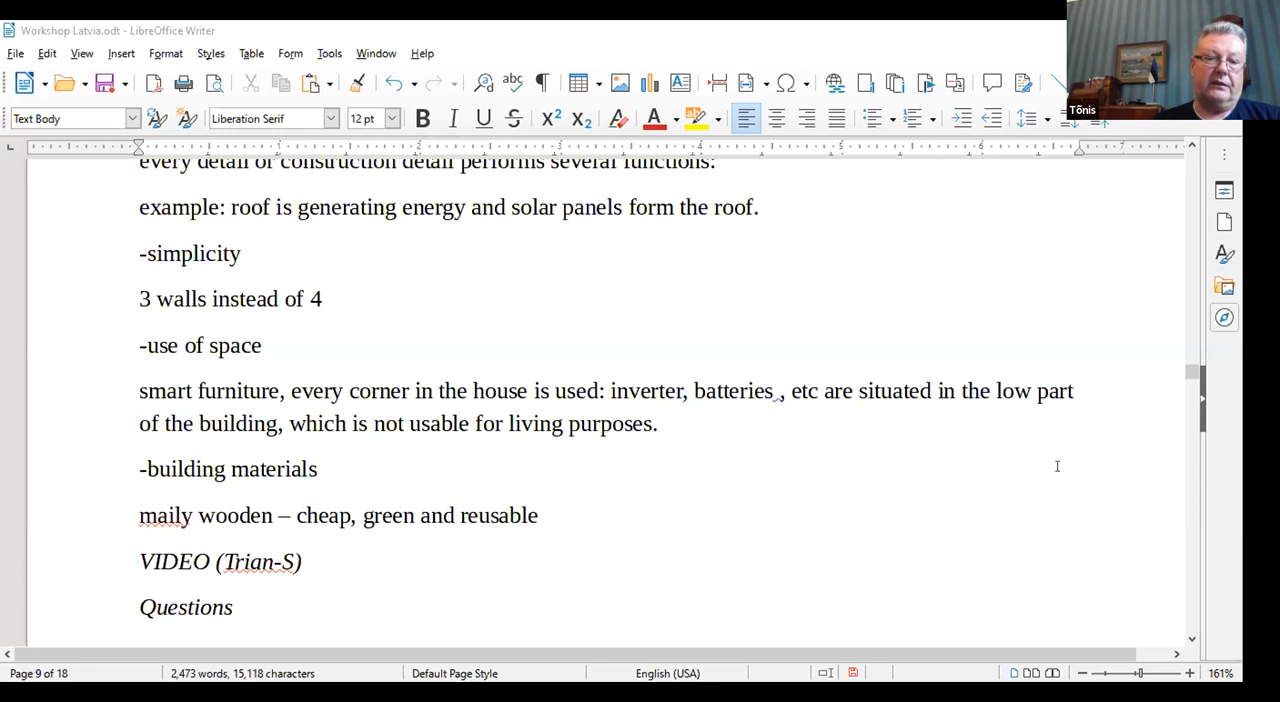 Workshop Latvia.odt - LibreOffice Writer
File Edit View Insert Format Styles Table Form Tools Window Help
Text Body
Liberation Serif
12 pt
Tõnis
every detail of construction detail performs several functions:
example: roof is generating energy and solar panels form the roof.
-simplicity
3 walls instead of 4
-use of space
smart furniture, every corner in the house is used: inverter, batteries , etc are situated in the low part
of the building, which is not usable for living purposes.
-building materials
maily wooden – cheap, green and reusable
VIDEO (Trian-S)
Questions
Page 9 of 18
2,473 words, 15,118 characters
Default Page Style
English (USA)
161%